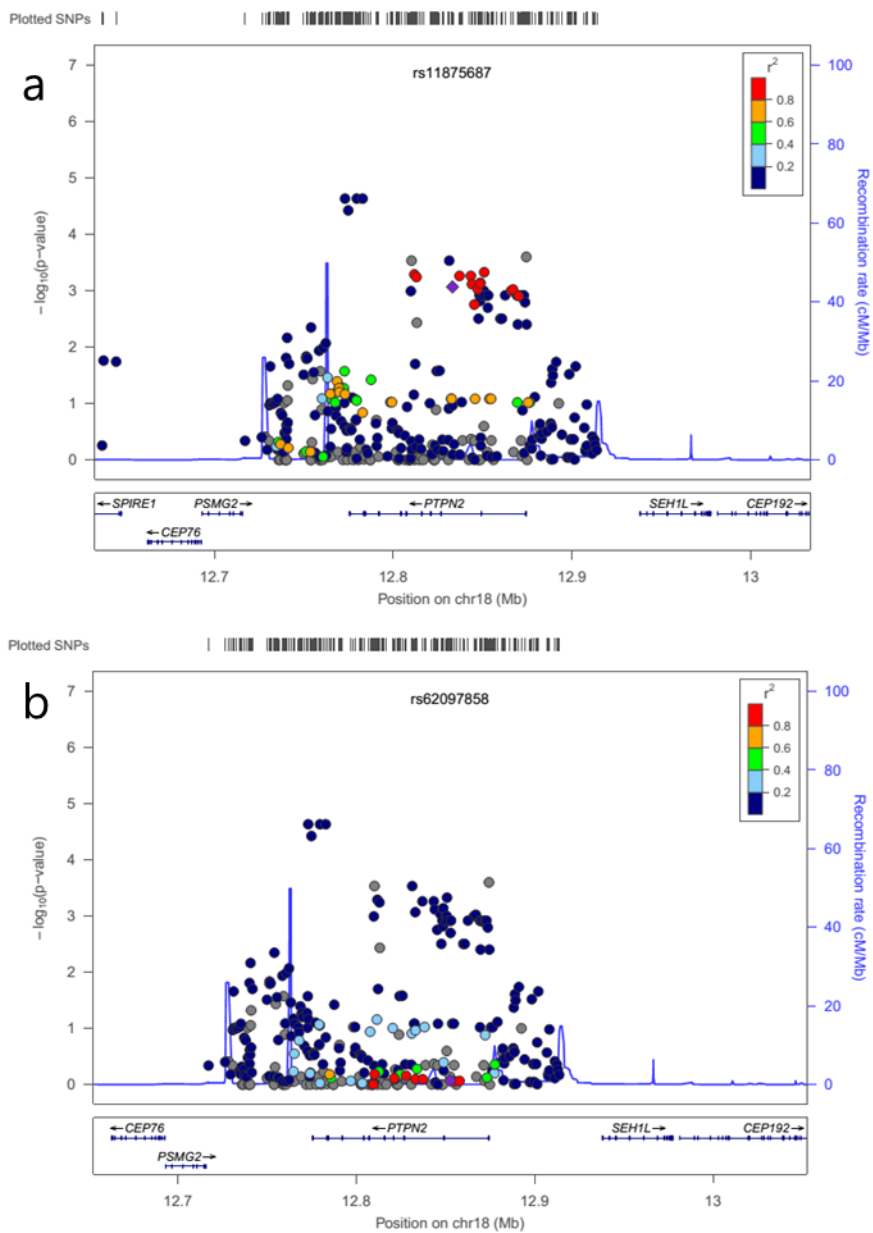 Plotted SNPs
a
rs11875687
r2
0.8
0.6
0.4
0.2
7
6
5
4
3
2
1
0
−log10(p−value)
100
80
60
40
20
0
Recombination rate (cM/Mb)
←SPIRE1
PSMG2→
←PTPN2
SEH1L→
CEP192→
←CEP76
12.7
12.8
12.9
13
Position on chr18 (Mb)
Plotted SNPs
b
rs62097858
r2
0.8
0.6
0.4
0.2
7
6
5
4
3
2
1
0
−log10(p−value)
100
80
60
40
20
0
Recombination rate (cM/Mb)
←CEP76
←PTPN2
SEH1L→
CEP192→
PSMG2→
12.7
12.8
12.9
13
Position on chr18 (Mb)